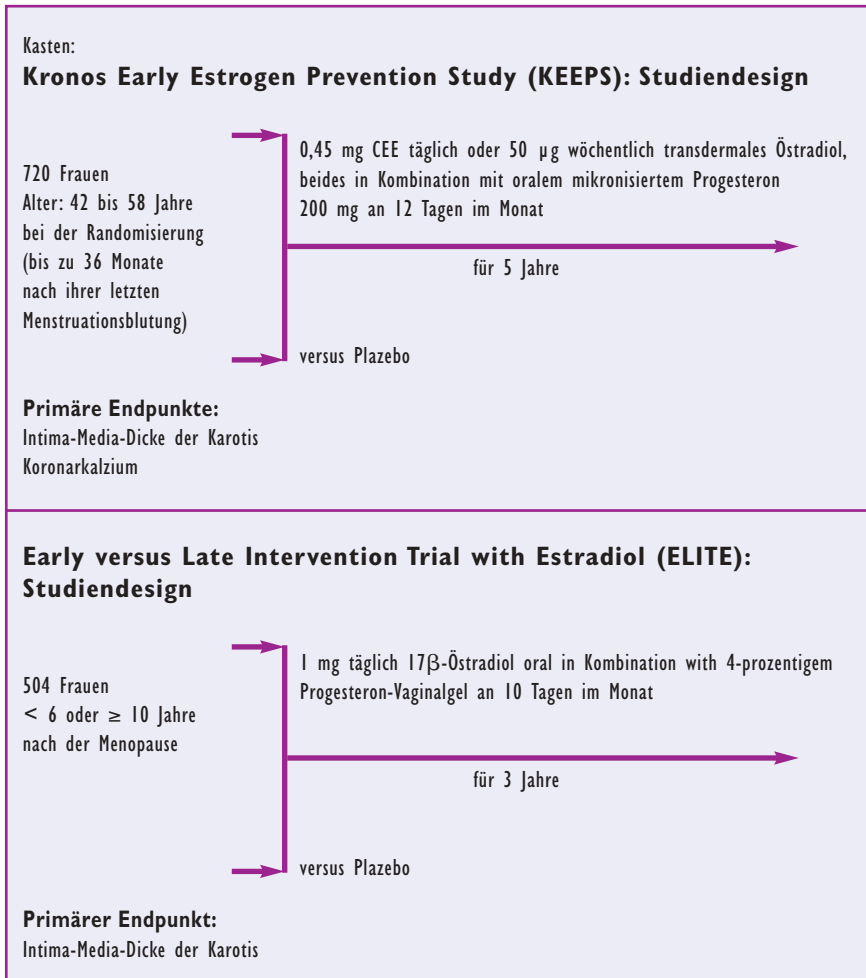 Kasten:
Kronos Early Estrogen Prevention Study (KEEPS): Studiendesign
720 Frauen
Alter: 42 bis 58 Jahre
bei der Randomisierung
(bis zu 36 Monate
nach ihrer letzten
Menstruationsblutung)
0,45 mg CEE täglich oder 50 µg wöchentlich transdermales Östradiol,
beides in Kombination mit oralem mikronisiertem Progesteron
200 mg an 12 Tagen im Monat
für 5 Jahre
versus Plazebo
Primäre Endpunkte:
Intima-Media-Dicke der Karotis
Koronarkalzium
Early versus Late Intervention Trial with Estradiol (ELITE):
Studiendesign
504 Frauen
< 6 oder ≥ 10 Jahre
nach der Menopause
1 mg täglich 17β-Östradiol oral in Kombination with 4-prozentigem
Progesteron-Vaginalgel an 10 Tagen im Monat
für 3 Jahre
versus Plazebo
Primärer Endpunkt:
Intima-Media-Dicke der Karotis